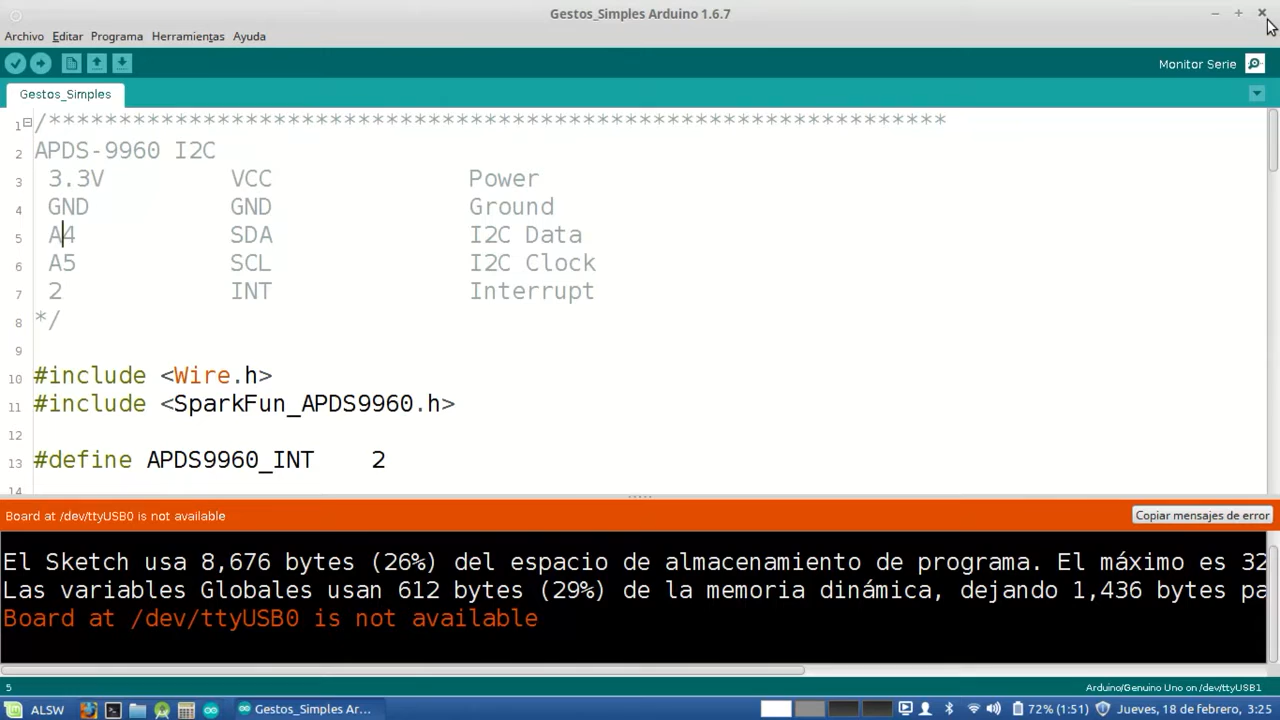 Gestos_Simples Arduino 1.6.7
Archivo Editar Programa Herramientas Ayuda
Monitor Serie
Gestos_Simples
1 /****************************************************************
2 APDS-9960 I2C
3 3.3V VCC Power
4 GND GND Ground
5 A4 SDA I2C Data
6 A5 SCL I2C Clock
7 2 INT Interrupt
8 */
9
10 #include <Wire.h>
11 #include <SparkFun_APDS9960.h>
12
13 #define APDS9960_INT 2
14
Board at /dev/ttyUSB0 is not available
Copiar mensajes de error
El Sketch usa 8,676 bytes (26%) del espacio de almacenamiento de programa. El máximo es 32
Las variables Globales usan 612 bytes (29%) de la memoria dinámica, dejando 1,436 bytes pa
Board at /dev/ttyUSB0 is not available
5
Arduino/Genuino Uno on /dev/ttyUSB1
ALSW
Gestos_Simples Ar...
72% (1:51)
Jueves, 18 de febrero, 3:25